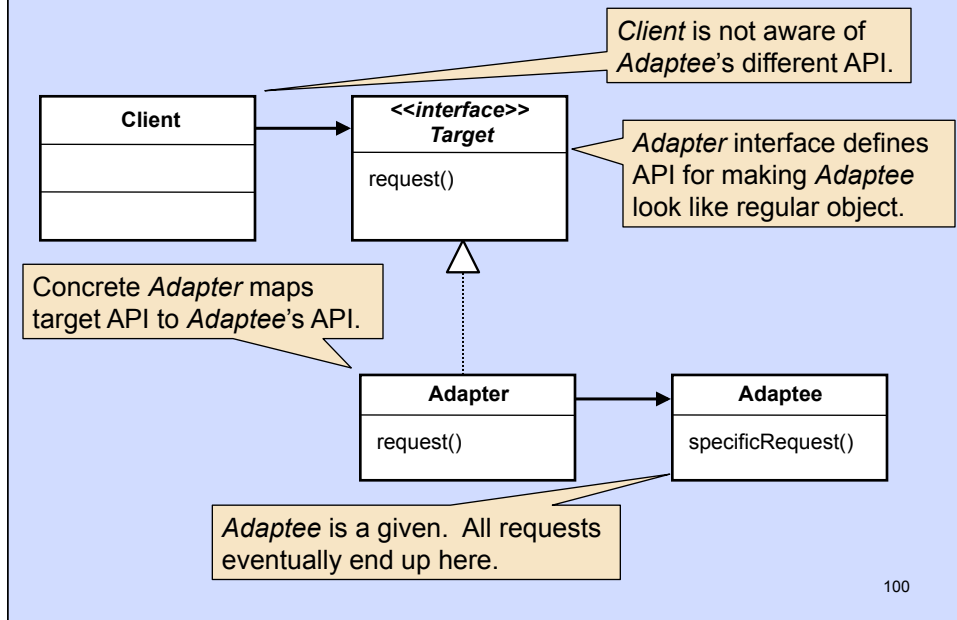 Client is not aware of
Adaptee's different API.
Client
<<interface>>
Target
request()
Adapter interface defines
API for making Adaptee
look like regular object.
Concrete Adapter maps
target API to Adaptee's API.
Adapter
request()
Adaptee
specificRequest()
Adaptee is a given.  All requests
eventually end up here.
100